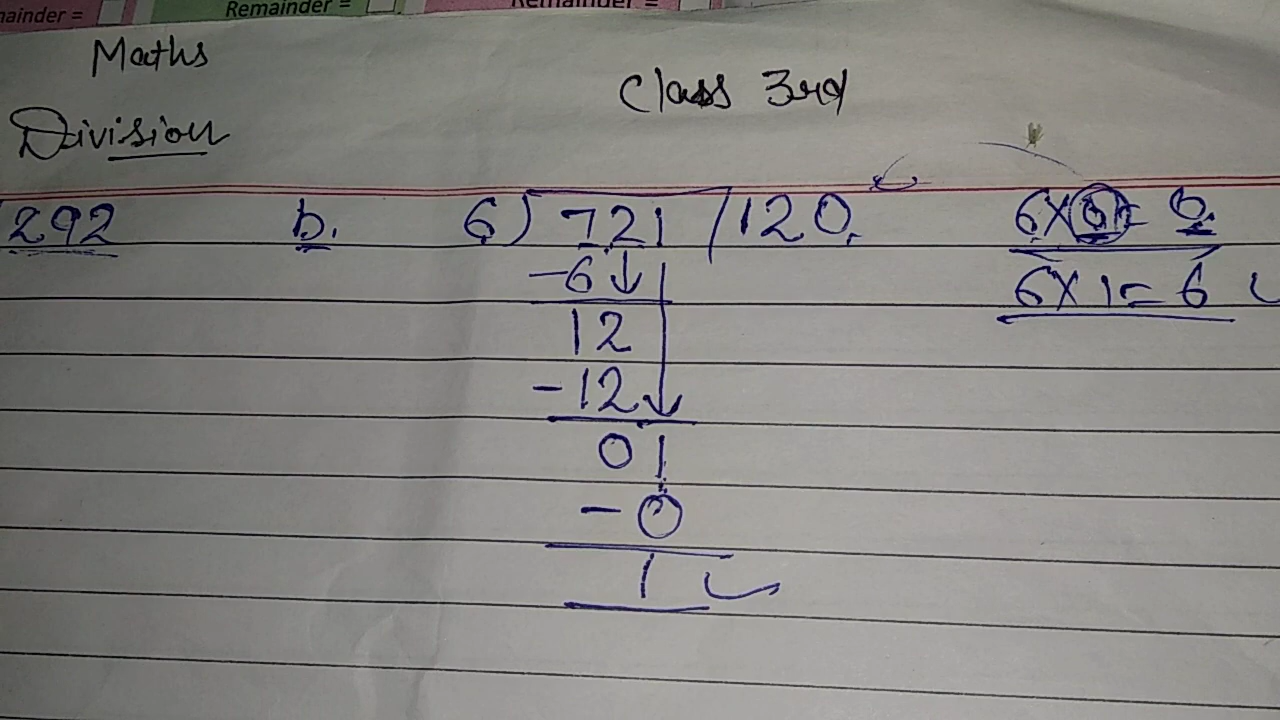 Remainder =
Remainder =
Maths
Class 3rd
Division
292 b. 6) 721 /120 6×0= 0.
-6↓ 6×1= 6
12
-12↓
01
-0
1